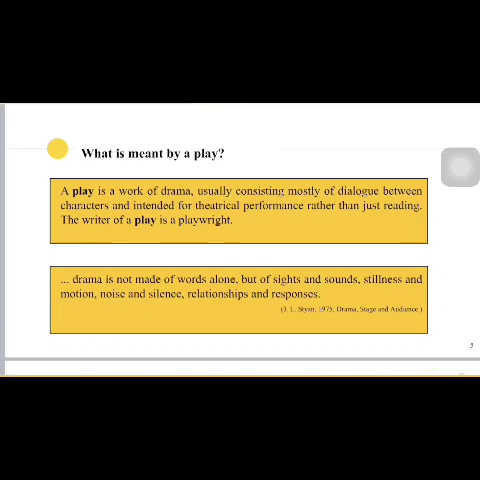 What is meant by a play?
A play is a work of drama, usually consisting mostly of dialogue between
characters and intended for theatrical performance rather than just reading.
The writer of a play is a playwright.
... drama is not made of words alone, but of sights and sounds, stillness and
motion, noise and silence, relationships and responses.
(J. L. Styan, 1975, Drama, Stage and Audience )